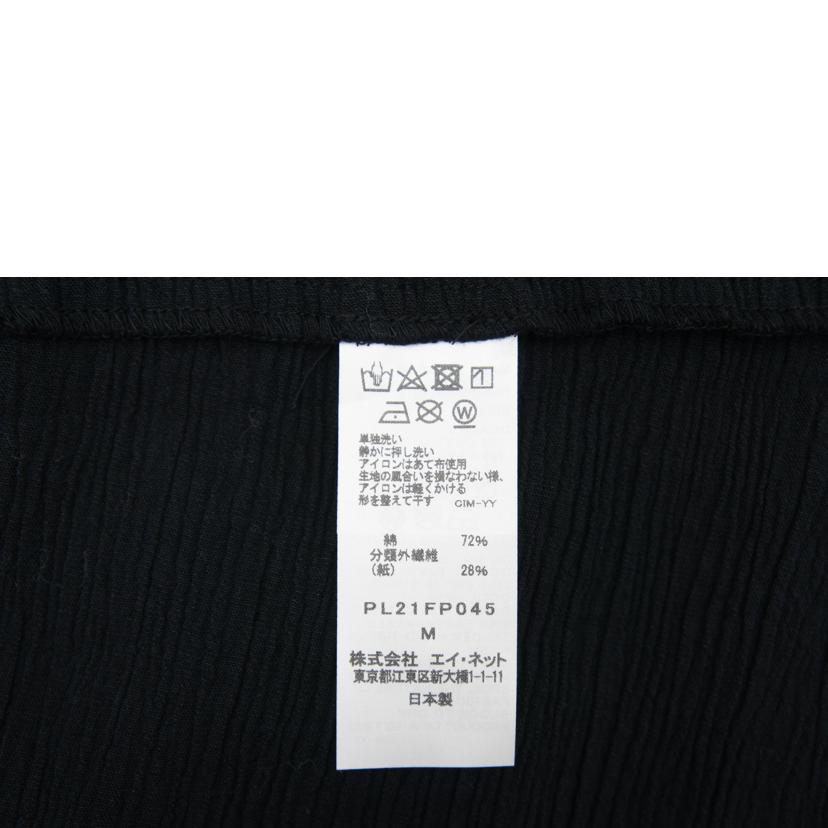 単独洗い
静かに押し洗い
アイロンはあて布使用
生地の風合いを損なわない様、
アイロンは軽くかける
形を整えて干す GIM-YY
綿 72%
分類外繊維
(紙) 28%
PL21FP045
M
株式会社 エイ・ネット
東京都江東区新大橋1-1-11
日本製